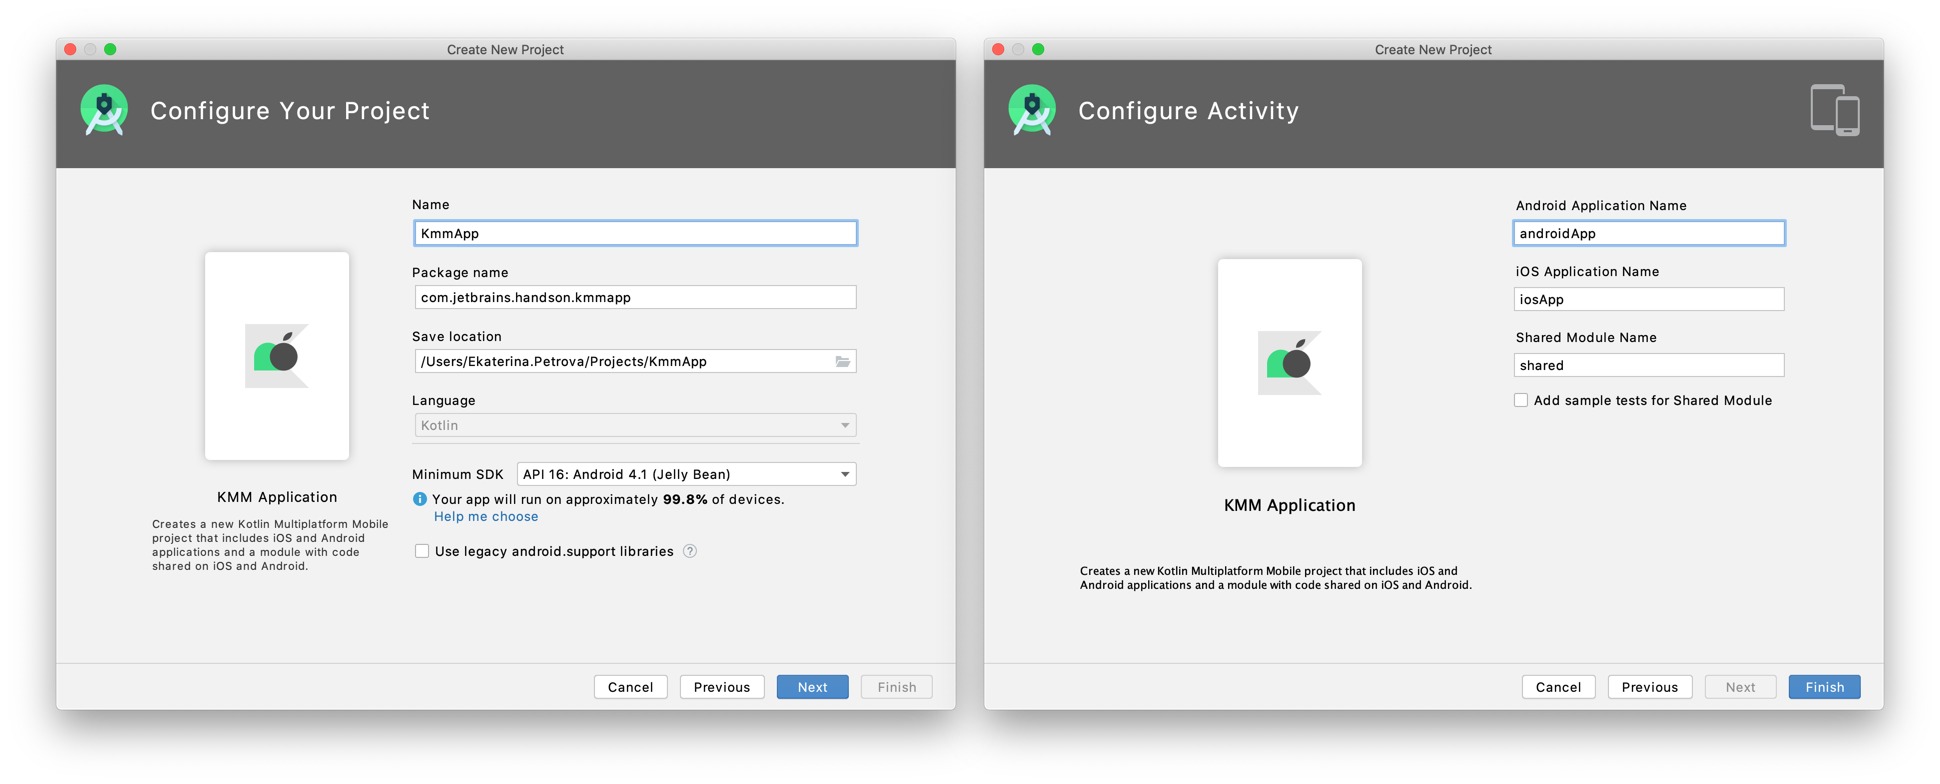 Create New Project
Configure Your Project
Name
KmmApp
Package name
com.jetbrains.handson.kmmapp
Save location
/Users/Ekaterina.Petrova/Projects/KmmApp
Language
Kotlin
Minimum SDK API 16: Android 4.1 (Jelly Bean)
Your app will run on approximately 99.8% of devices.
Help me choose
Use legacy android.support libraries ?
KMM Application
Creates a new Kotlin Multiplatform Mobile
project that includes iOS and Android
applications and a module with code
shared on iOS and Android.
Cancel Previous Next Finish
Create New Project
Configure Activity
Android Application Name
androidApp
iOS Application Name
iosApp
Shared Module Name
shared
Add sample tests for Shared Module
KMM Application
Creates a new Kotlin Multiplatform Mobile project that includes iOS and
Android applications and a module with code shared on iOS and Android.
Cancel Previous Next Finish